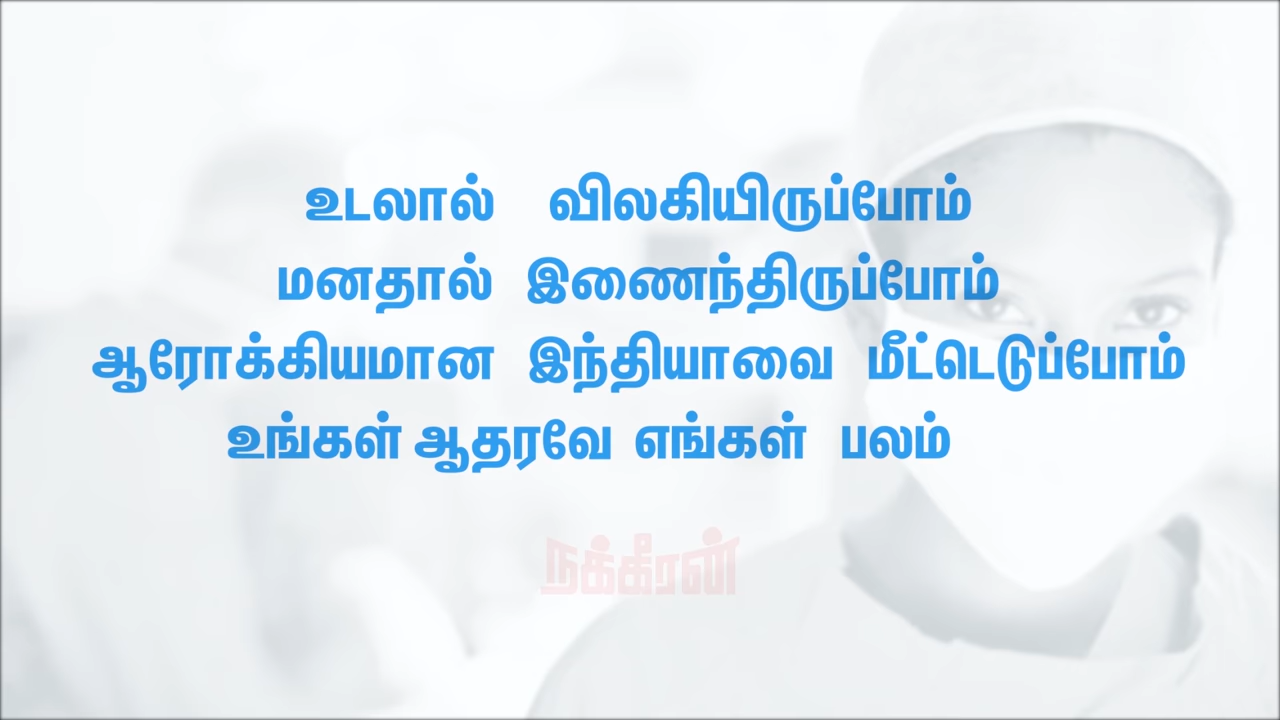 உடலால் விலகியிருப்போம்
மனதால் இணைந்திருப்போம்
ஆரோக்கியமான இந்தியாவை மீட்டெடுப்போம்
உங்கள் ஆதரவே எங்கள் பலம்
நக்கீரன்